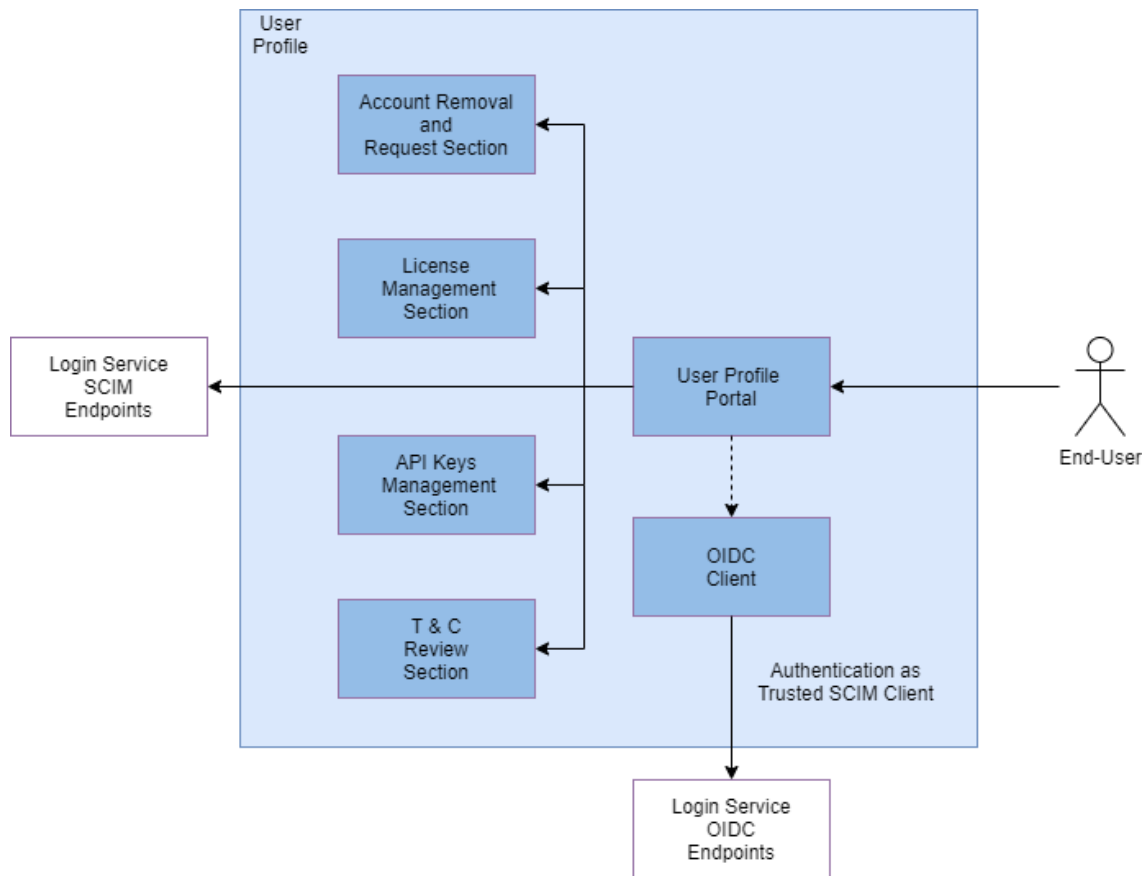 User
Profile
Account Removal
and
Request Section
License
Management
Section
Login Service
SCIM
Endpoints
User Profile
Portal
End-User
API Keys
Management
Section
OIDC
Client
T & C
Review
Section
Authentication as
Trusted SCIM Client
Login Service
OIDC
Endpoints